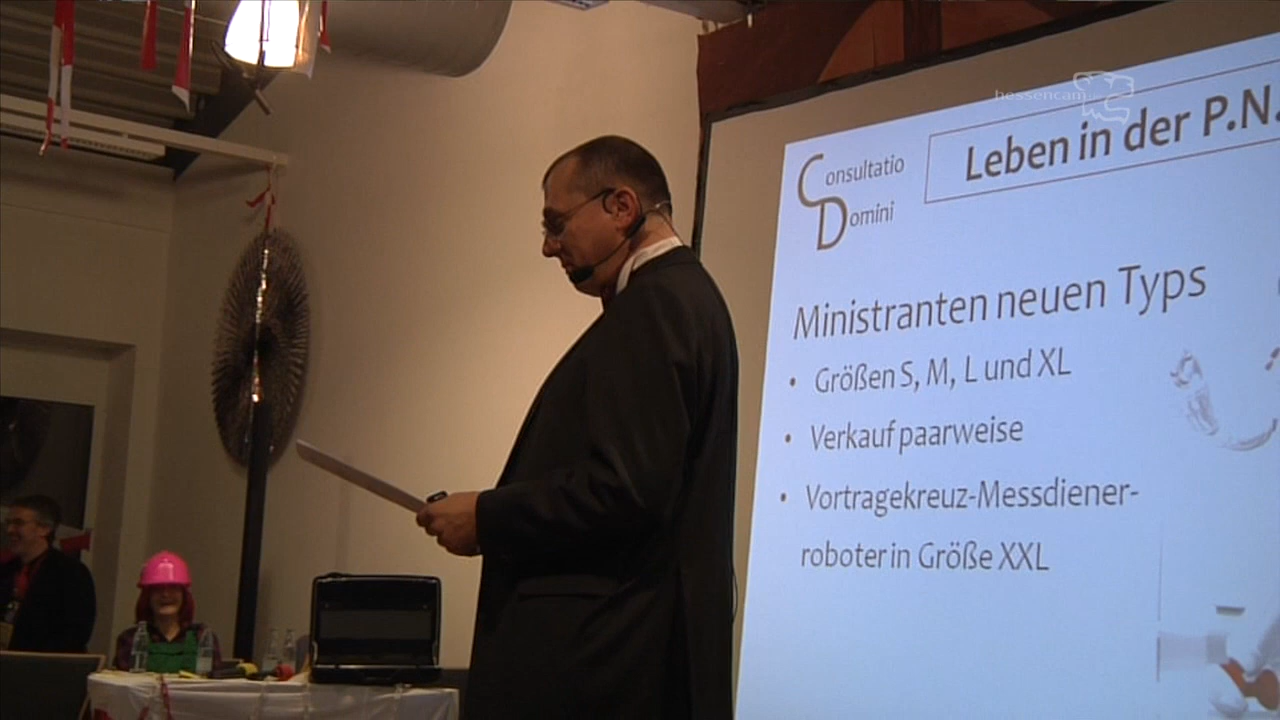 hessencam
Leben in der P.N.
Consultatio
Domini
Ministranten neuen Typs
• Größen S, M, L und XL
• Verkauf paarweise
• Vortragekreuz-Messdiener-
roboter in Größe XXL